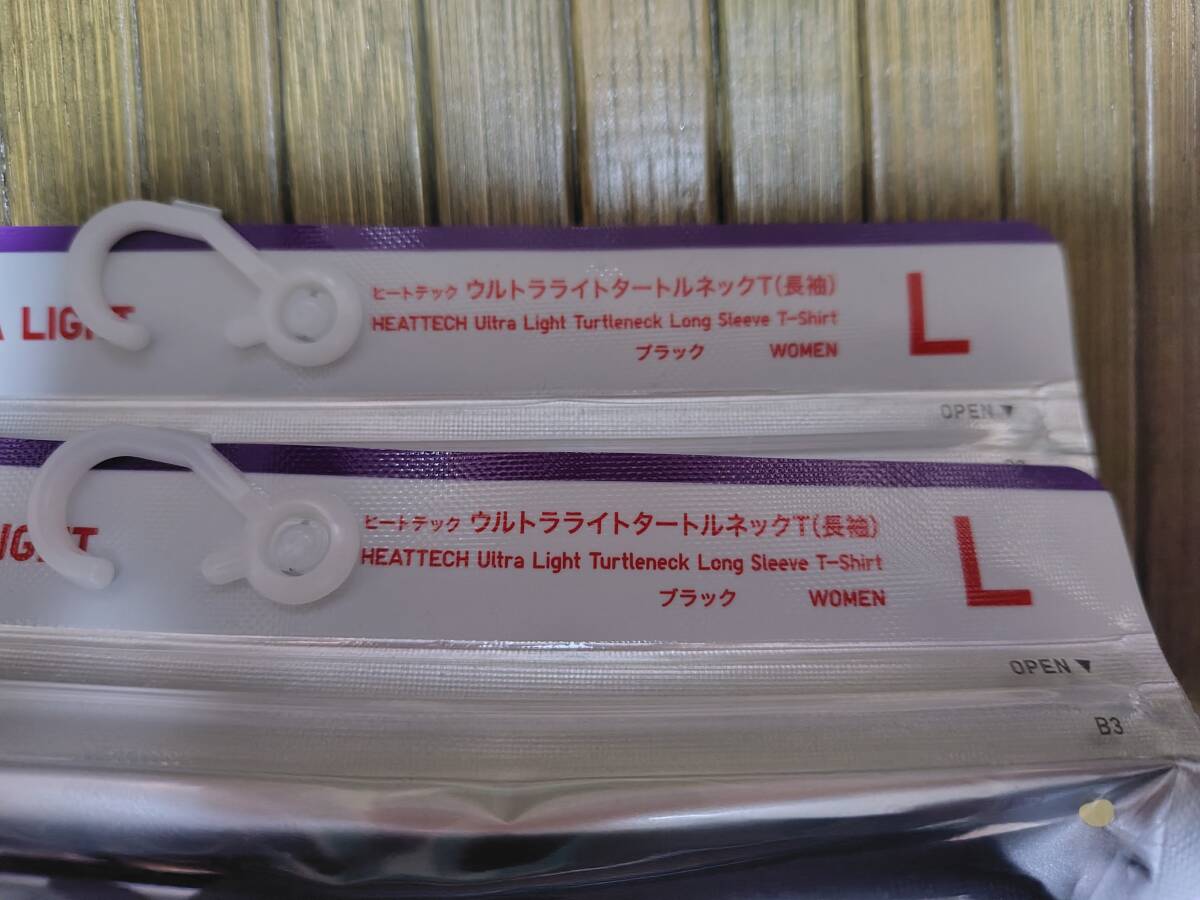 A LIGHT
ヒートテック ウルトラライトタートルネックT(長袖)
HEATTECH Ultra Light Turtleneck Long Sleeve T-Shirt
ブラック WOMEN
L
OPEN▼
LIGHT
ヒートテック ウルトラライトタートルネックT(長袖)
HEATTECH Ultra Light Turtleneck Long Sleeve T-Shirt
ブラック WOMEN
L
OPEN▼
B3